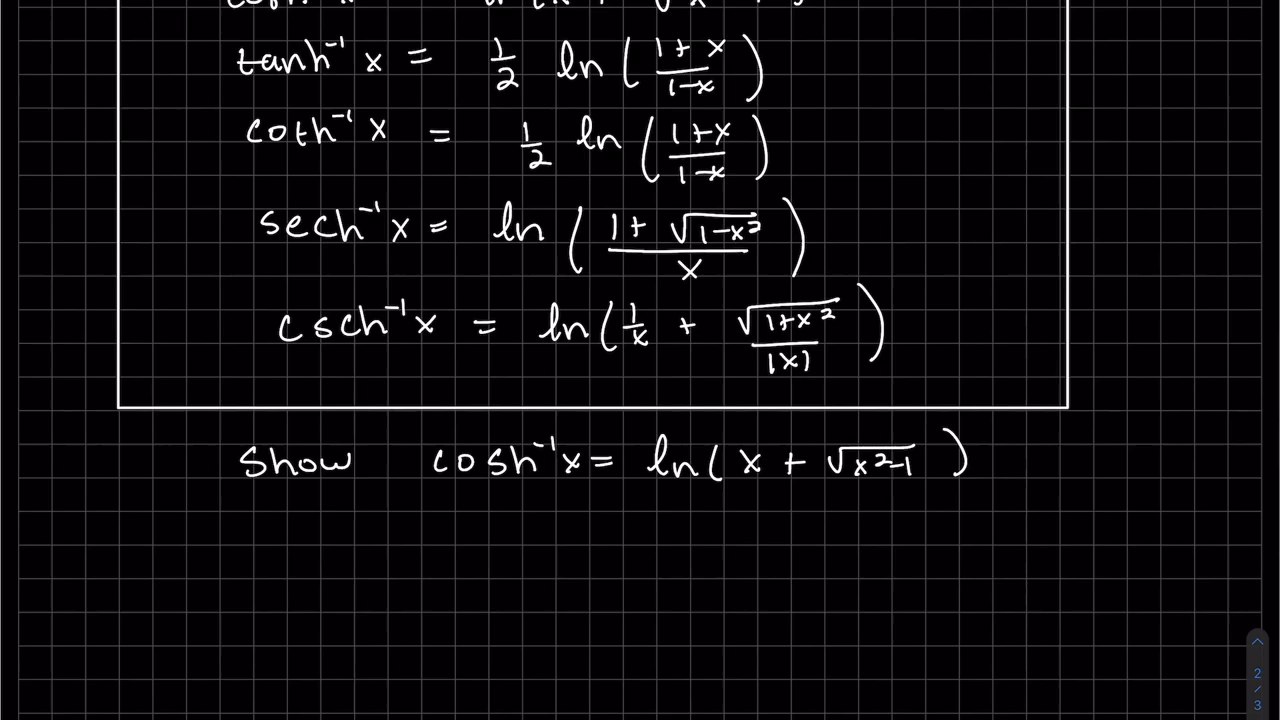 tanh⁻¹ x = 1/2 ln ( (1 + x)/(1-x) )
coth⁻¹ x = 1/2 ln ( (1+x)/(1-x) )
sech⁻¹ x = ln ( (1 + √(1-x²))/x )
csch⁻¹ x = ln ( 1/x + √(1+x²)/|x| )
Show cosh⁻¹ x = ln ( x + √(x²-1) )
2
/
3